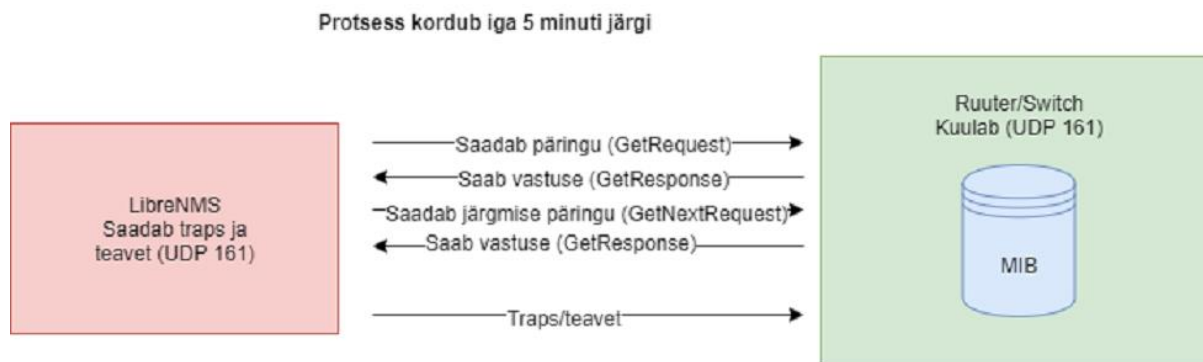 Protsess kordub iga 5 minuti järgi
Ruuter/Switch
Kuulab (UDP 161)
Saadab päringu (GetRequest)
Saab vastuse (GetResponse)
LibreNMS
Saadab traps ja
teavet (UDP 161)
Saadab järgmise päringu (GetNextRequest)
Saab vastuse (GetResponse)
MIB
Traps/teavet